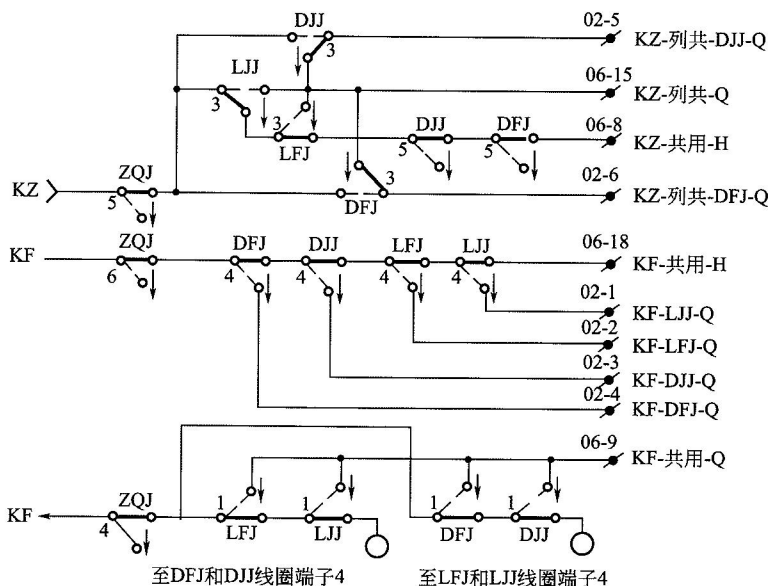 DJJ
02-5
3
KZ-列共-DJJ-Q
LJJ
06-15
3
KZ-列共-Q
3
LFJ
DJJ
DFJ
06-8
5
5
KZ-共用-H
KZ
ZQJ
5
3
DFJ
02-6
KZ-列共-DFJ-Q
KF
ZQJ
6
DFJ
4
DJJ
4
LFJ
4
LJJ
4
06-18
KF-共用-H
02-1
KF-LJJ-Q
02-2
KF-LFJ-Q
02-3
KF-DJJ-Q
02-4
KF-DFJ-Q
06-9
KF-共用-Q
KF
ZQJ
4
1
LFJ
1
LJJ
1
DFJ
1
DJJ
至DFJ和DJJ线圈端子4
至LFJ和LJJ线圈端子4